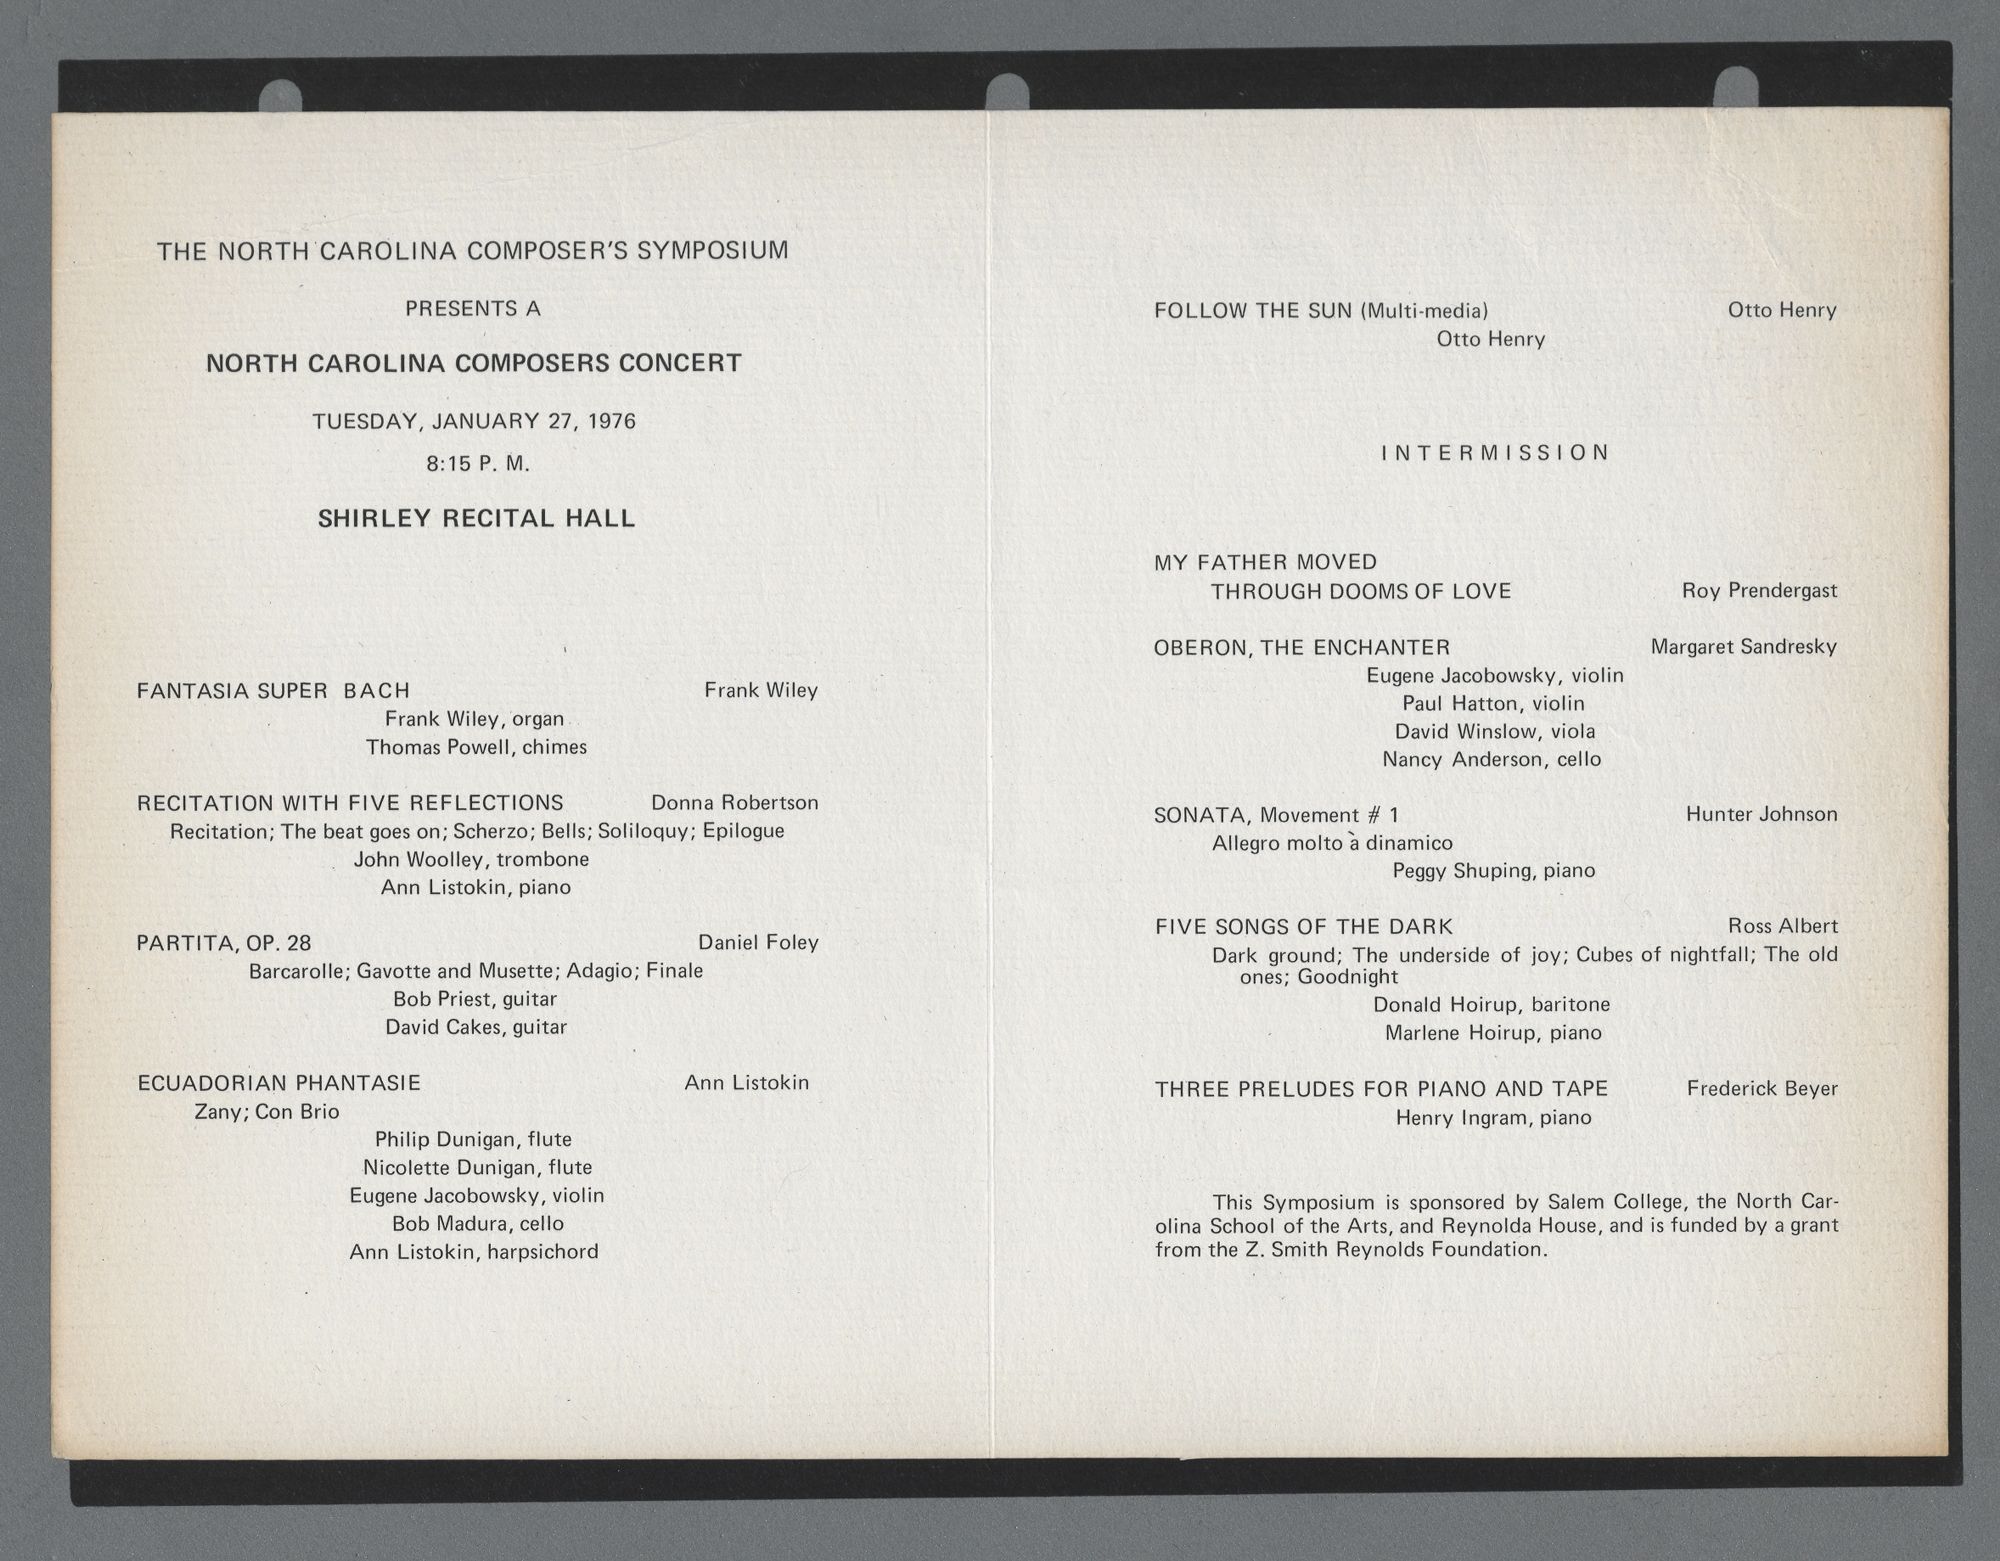 THE NORTH CAROLINA COMPOSER'S SYMPOSIUM
PRESENTS A
NORTH CAROLINA COMPOSERS CONCERT
TUESDAY, JANUARY 27, 1976
8:15 P. M.
SHIRLEY RECITAL HALL
FANTASIA SUPER BACH Frank Wiley
Frank Wiley, organ
Thomas Powell, chimes
RECITATION WITH FIVE REFLECTIONS Donna Robertson
Recitation; The beat goes on; Scherzo; Bells; Soliloquy; Epilogue
John Woolley, trombone
Ann Listokin, piano
PARTITA, OP. 28 Daniel Foley
Barcarolle; Gavotte and Musette; Adagio; Finale
Bob Priest, guitar
David Cakes, guitar
ECUADORIAN PHANTASIE Ann Listokin
Zany; Con Brio
Philip Dunigan, flute
Nicolette Dunigan, flute
Eugene Jacobowsky, violin
Bob Madura, cello
Ann Listokin, harpsichord
FOLLOW THE SUN (Multi-media) Otto Henry
Otto Henry
INTERMISSION
MY FATHER MOVED
THROUGH DOOMS OF LOVE Roy Prendergast
OBERON, THE ENCHANTER Margaret Sandresky
Eugene Jacobowsky, violin
Paul Hatton, violin
David Winslow, viola
Nancy Anderson, cello
SONATA, Movement # 1 Hunter Johnson
Allegro molto à dinamico
Peggy Shuping, piano
FIVE SONGS OF THE DARK Ross Albert
Dark ground; The underside of joy; Cubes of nightfall; The old
ones; Goodnight
Donald Hoirup, baritone
Marlene Hoirup, piano
THREE PRELUDES FOR PIANO AND TAPE Frederick Beyer
Henry Ingram, piano
This Symposium is sponsored by Salem College, the North Car-
olina School of the Arts, and Reynolda House, and is funded by a grant
from the Z. Smith Reynolds Foundation.